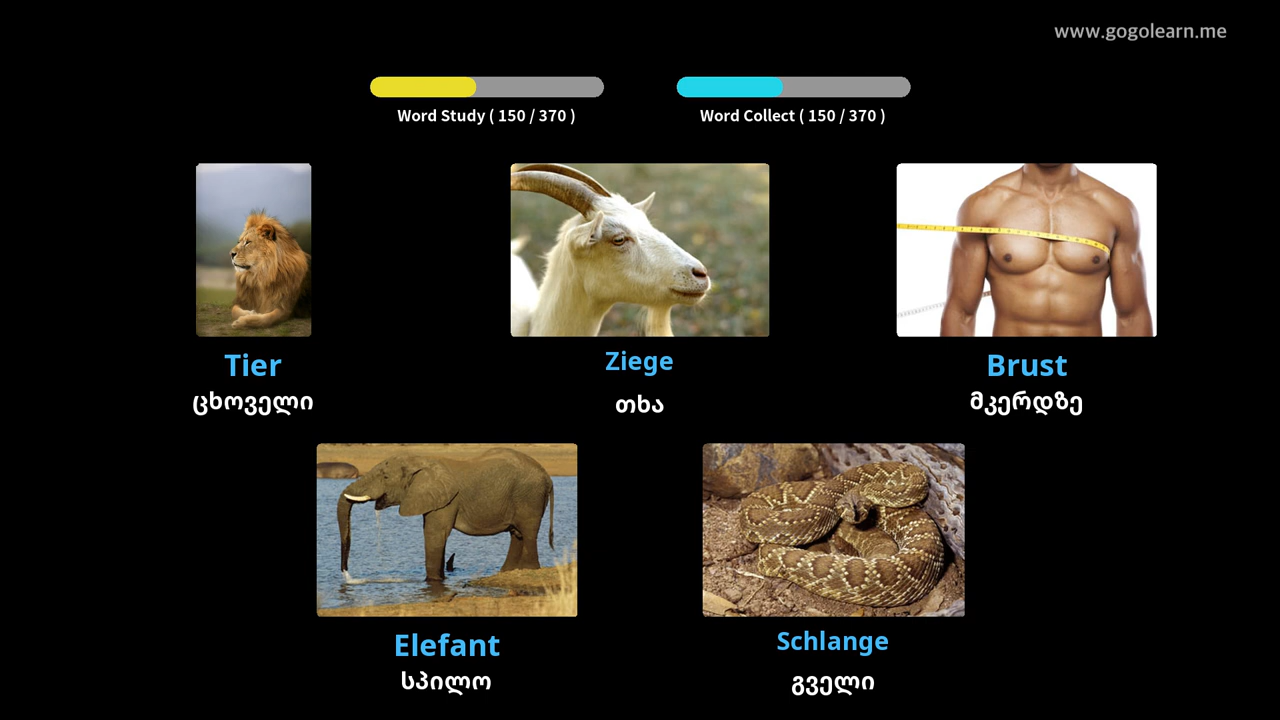 www.gogolearn.me
Word Study ( 150 / 370 )
Word Collect ( 150 / 370 )
Tier
ცხოველი
Ziege
თხა
Brust
მკერდზე
Elefant
სპილო
Schlange
გველი